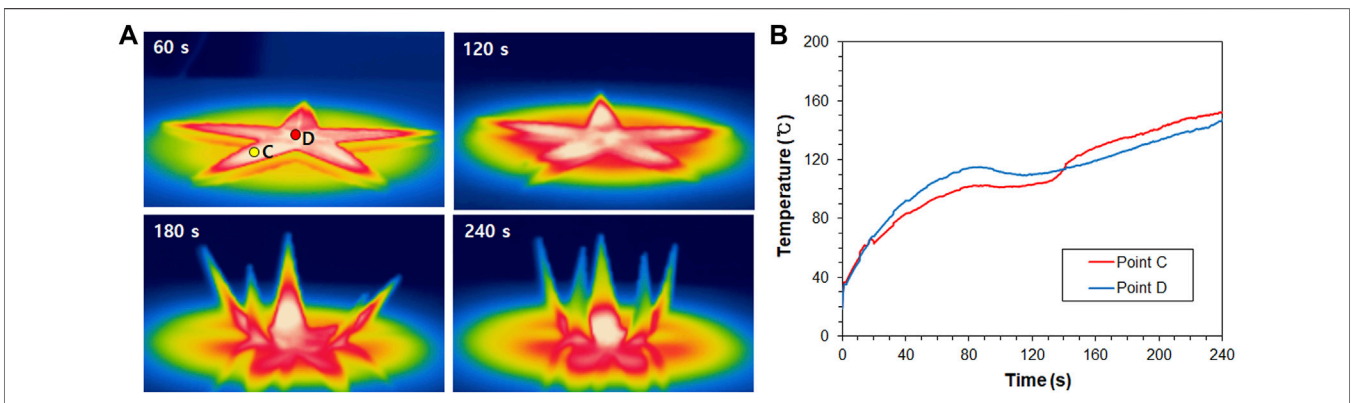 A
60 s
C
D
120 s
180 s
240 s
B
Temperature (℃)
200
160
120
80
40
0
Point C
Point D
0 40 80 120 160 200 240
Time (s)